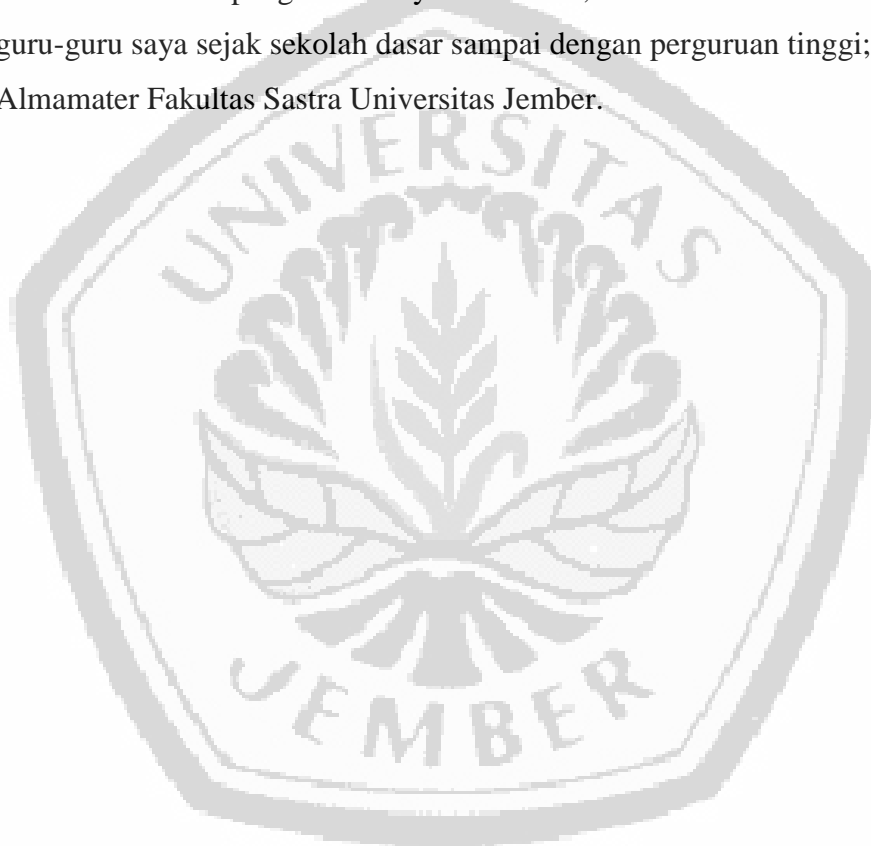 guru-guru saya sejak sekolah dasar sampai dengan perguruan tinggi;
Almamater Fakultas Sastra Universitas Jember.
UNIVERSITAS
JEMBER